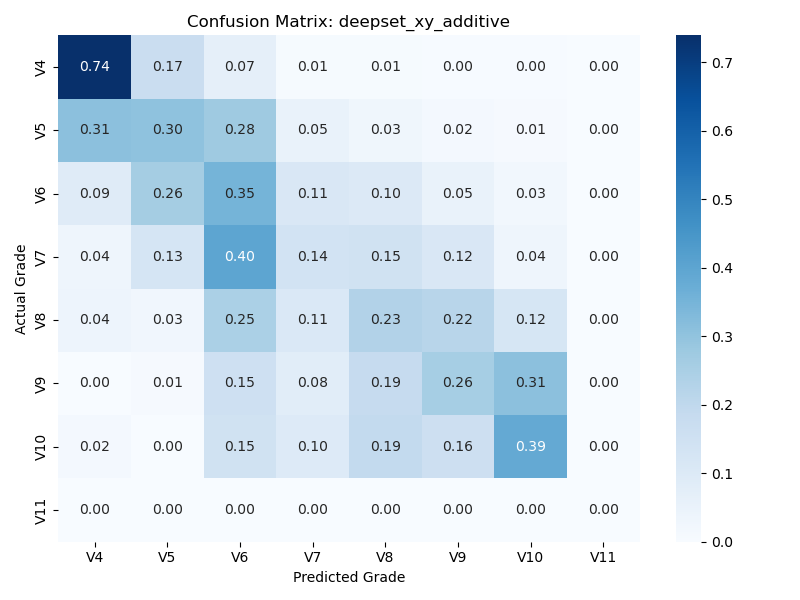 Confusion Matrix: deepset_xy_additive
V4 0.74 0.17 0.07 0.01 0.01 0.00 0.00 0.00 0.7
V5 0.31 0.30 0.28 0.05 0.03 0.02 0.01 0.00 0.6
V6 0.09 0.26 0.35 0.11 0.10 0.05 0.03 0.00 0.5
V7 0.04 0.13 0.40 0.14 0.15 0.12 0.04 0.00 0.4
V8 0.04 0.03 0.25 0.11 0.23 0.22 0.12 0.00 0.3
V9 0.00 0.01 0.15 0.08 0.19 0.26 0.31 0.00 0.2
V10 0.02 0.00 0.15 0.10 0.19 0.16 0.39 0.00 0.1
V11 0.00 0.00 0.00 0.00 0.00 0.00 0.00 0.00 0.0
Actual Grade
V4 V5 V6 V7 V8 V9 V10 V11
Predicted Grade